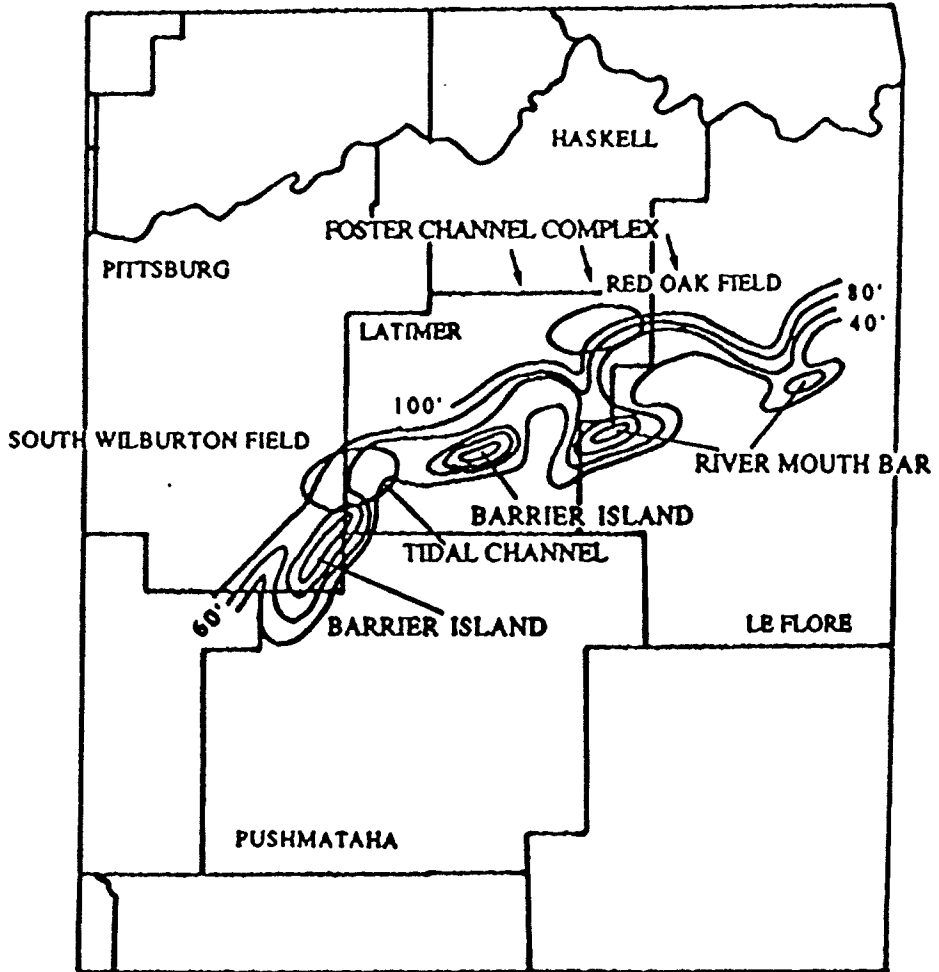 HASKELL
FOSTER CHANNEL COMPLEX
PITTSBURG
RED OAK FIELD
80'
40'
LATIMER
100'
SOUTH WILBURTON FIELD
RIVER MOUTH BAR
BARRIER ISLAND
TIDAL CHANNEL
60'
BARRIER ISLAND
LE FLORE
PUSHMATAHA